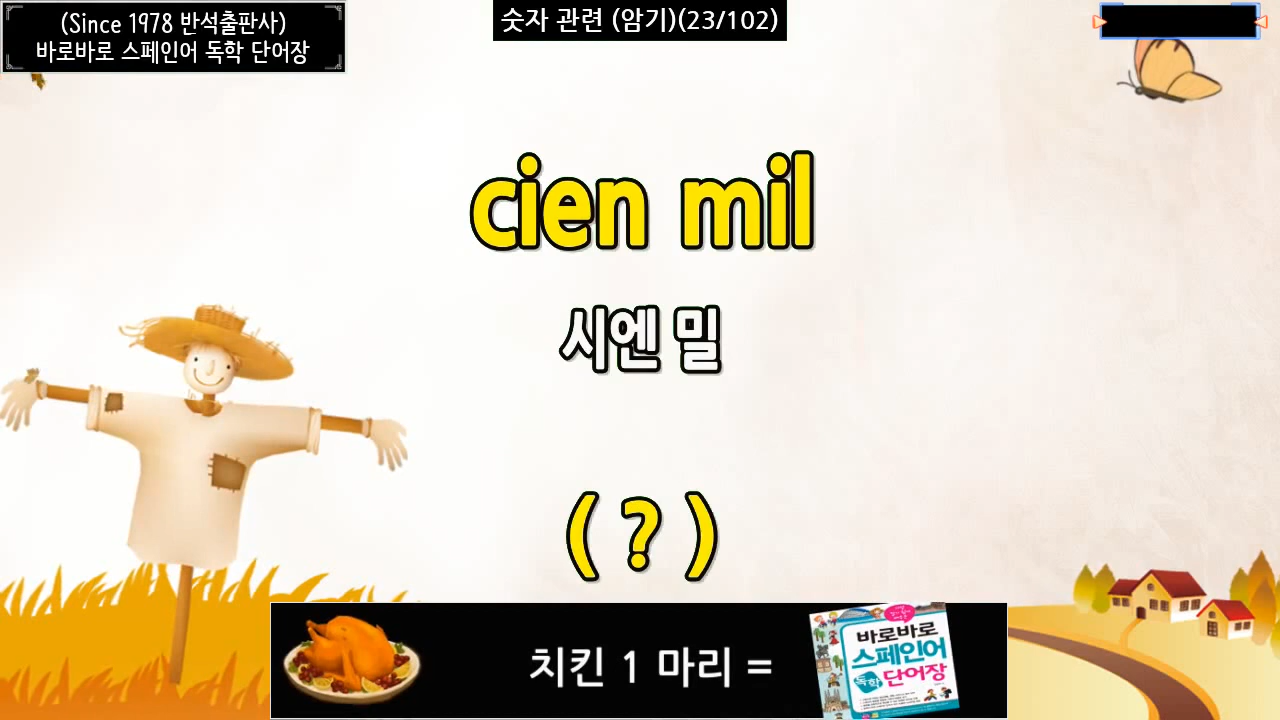 (Since 1978 반석출판사)
바로바로 스페인어 독학 단어장
숫자 관련 (암기)(23/102)
cien mil
시엔 밀
( ? )
치킨 1 마리 =
바로바로
스페인어
독학 단어장